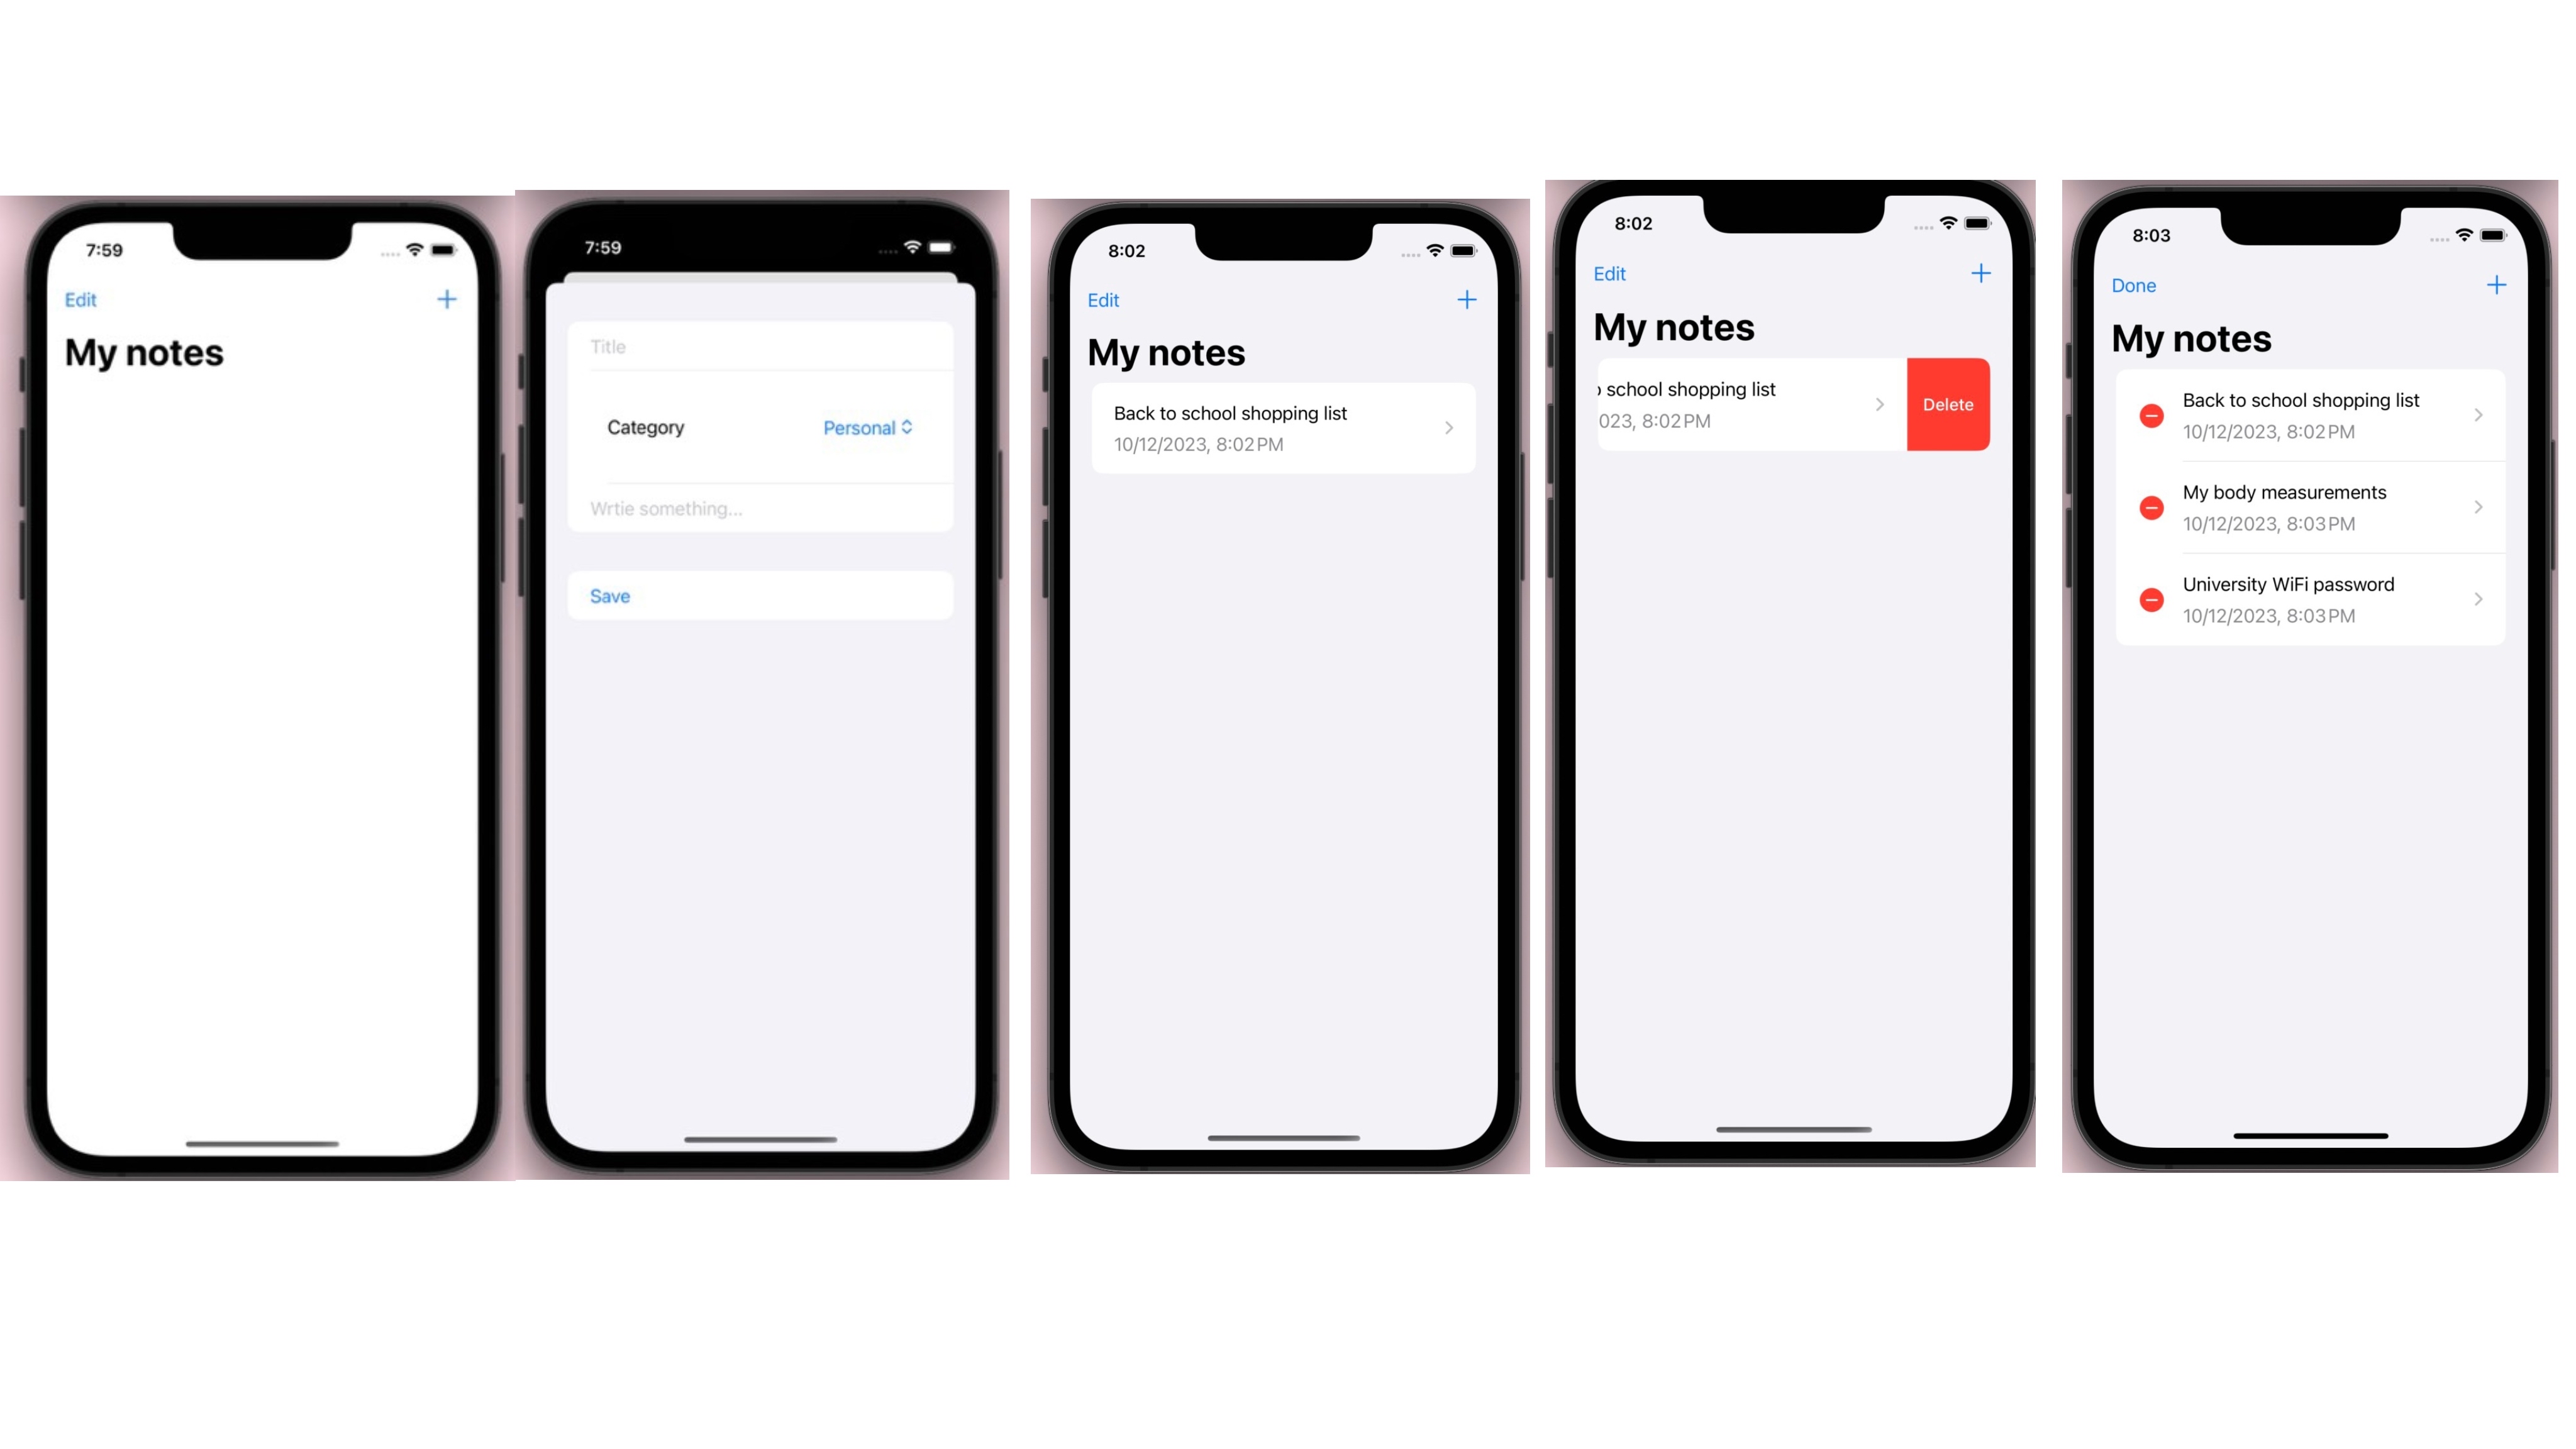 7:59
Edit
My notes
7:59
Title
Category
Personal
Wrtie something...
Save
8:02
Edit
My notes
Back to school shopping list
10/12/2023, 8:02 PM
8:02
Edit
My notes
school shopping list
023, 8:02 PM
Delete
8:03
Done
My notes
Back to school shopping list
10/12/2023, 8:02 PM
My body measurements
10/12/2023, 8:03 PM
University WiFi password
10/12/2023, 8:03 PM